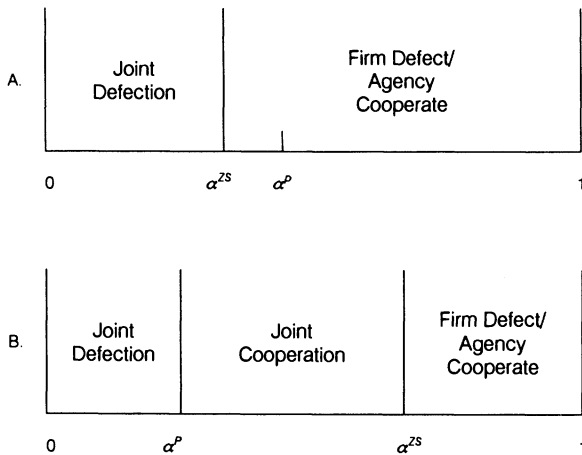 A.
Joint
Defection
Firm Defect/
Agency
Cooperate
0
α^ZS
α^P
1
B.
Joint
Defection
Joint
Cooperation
Firm Defect/
Agency
Cooperate
0
α^P
α^ZS
1